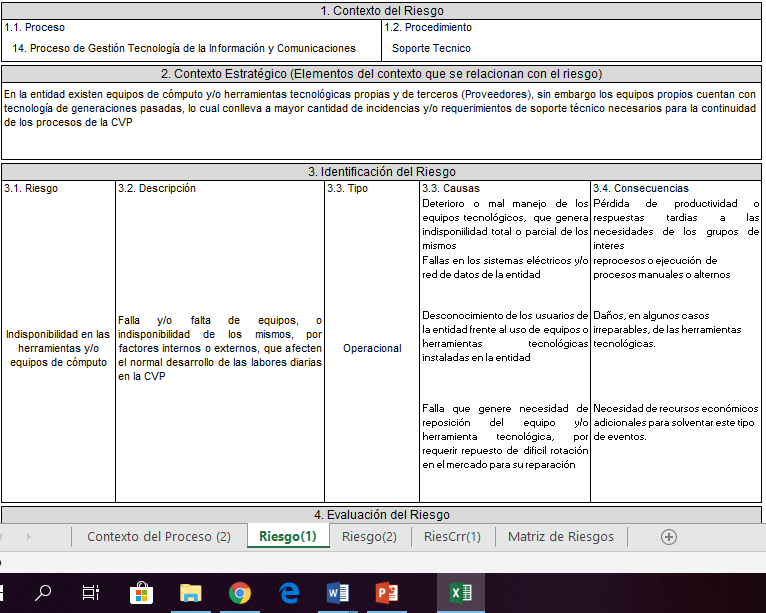 1. Contexto del Riesgo
1.1. Proceso
14. Proceso de Gestión Tecnología de la Información y Comunicaciones
1.2. Procedimiento
Soporte Tecnico
2. Contexto Estratégico (Elementos del contexto que se relacionan con el riesgo)
En la entidad existen equipos de cómputo y/o herramientas tecnológicas propias y de terceros (Proveedores), sin embargo los equipos propios cuentan con
tecnología de generaciones pasadas, lo cual conlleva a mayor cantidad de incidencias y/o requerimientos de soporte técnico necesarios para la continuidad
de los procesos de la CVP
3. Identificación del Riesgo
3.1. Riesgo
Indisponibilidad en las
herramientas y/o
equipos de cómputo
3.2. Descripción
Falla y/o falta de equipos, o
indisponibilidad de los mismos, por
factores internos o externos, que afecten
el normal desarrollo de las labores diarias
en la CVP
3.3. Tipo
Operacional
3.3. Causas
Deterioro o mal manejo de los
equipos tecnológicos, que genera
indisponiilidad total o parcial de los
mismos
Fallas en los sistemas eléctricos y/o
red de datos de la entidad
Desconocimiento de los usuarios de
la entidad frente al uso de equipos o
herramientas tecnológicas
instaladas en la entidad
Falla que genere necesidad de
reposición del equipo y/o
herramienta tecnológica, por
requerir repuesto de dificil rotación
en el mercado para su reparación
3.4. Consecuencias
Pérdida de productividad o
respuestas tardias a las
necesidades de los grupos de
interes
reprocesos o ejecución de
procesos manuales o alternos
Daños, en algunos casos
irreparables, de las herramientas
tecnológicas.
Necesidad de recursos económicos
adicionales para solventar este tipo
de eventos.
4. Evaluación del Riesgo
Contexto del Proceso (2)
Riesgo(1)
Riesgo(2)
RiesCrr(1)
Matriz de Riesgos